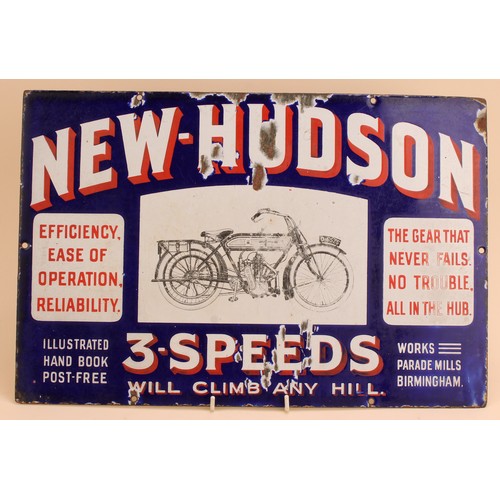 NEW-HUDSON
EFFICIENCY,
EASE OF
OPERATION,
RELIABILITY.
THE GEAR THAT
NEVER FAILS.
NO TROUBLE,
ALL IN THE HUB.
ILLUSTRATED
HAND BOOK
POST-FREE
3-SPEEDS
WILL CLIMB ANY HILL.
WORKS
PARADE MILLS
BIRMINGHAM.